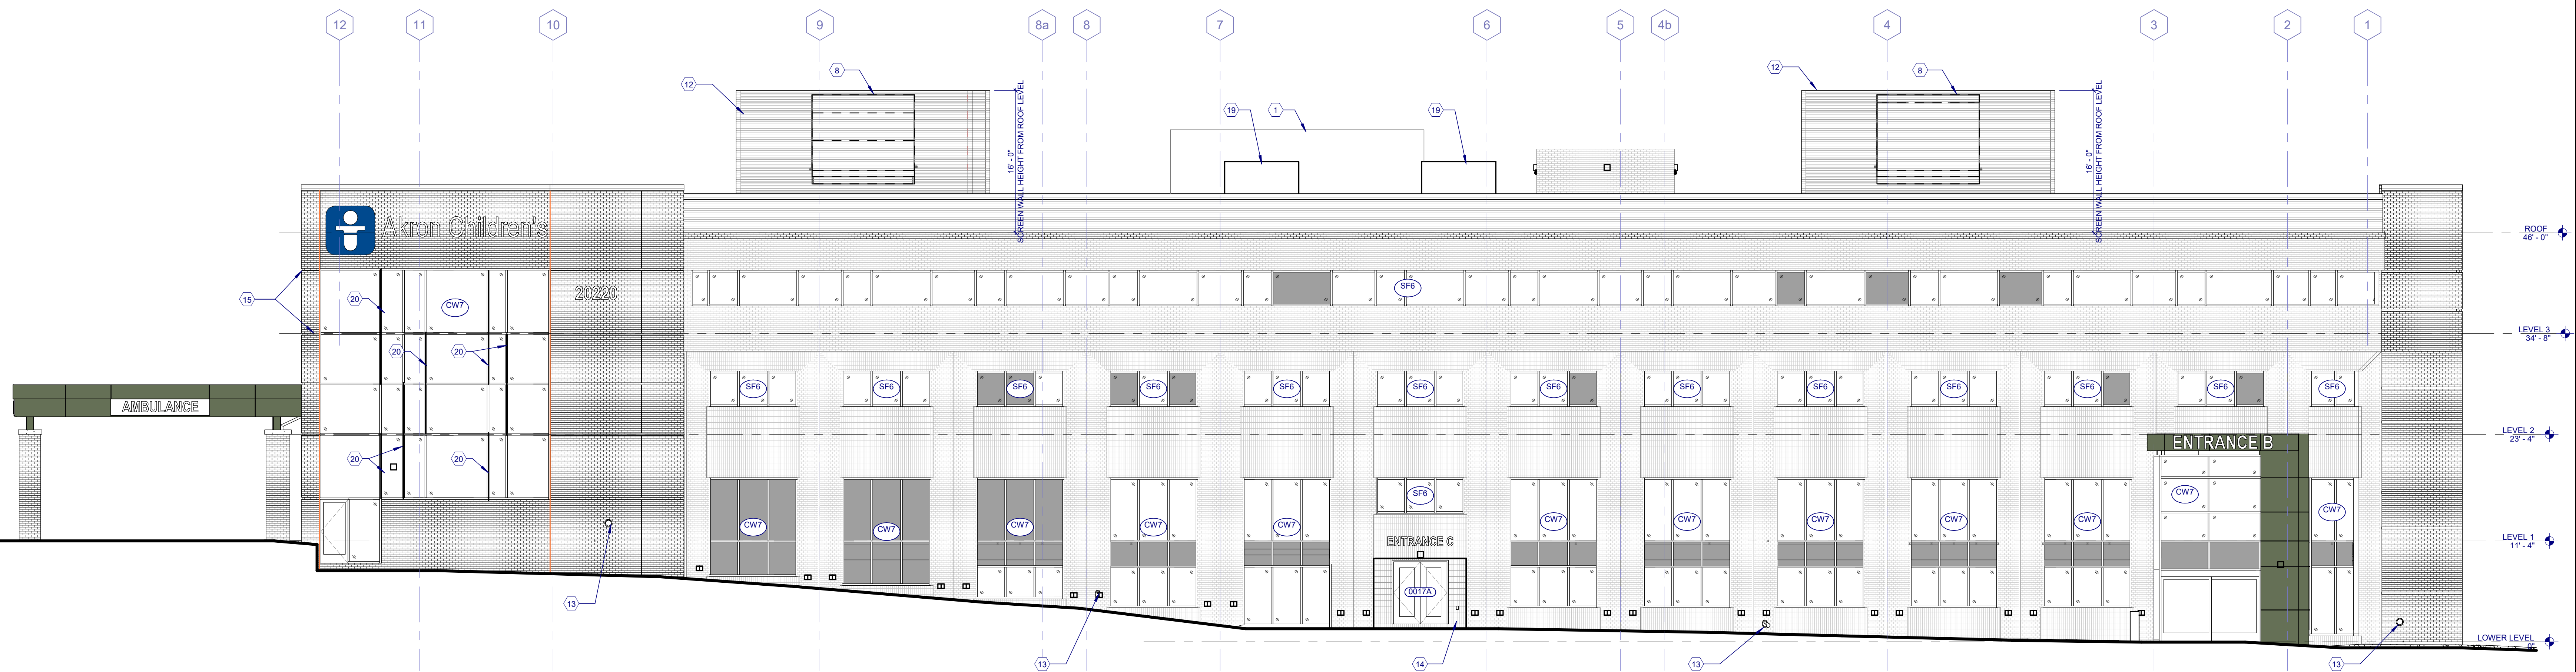 12 11 10 9 8a 8 7 6 5 4b 4 3 2 1
12 8 19 1 19 12 8
16' - 0"
SCREEN WALL HEIGHT FROM ROOF LEVEL
16' - 0"
SCREEN WALL HEIGHT FROM ROOF LEVEL
Akron Children's
ROOF
46' - 0"
15 20 CW7 20220 SF6
LEVEL 3
34' - 8"
20 20
SF6 SF6 SF6 SF6 SF6 SF6 SF6 SF6 SF6 SF6 SF6 SF6 SF6
AMBULANCE
LEVEL 2
23' - 4"
ENTRANCE B
20 20
SF6 CW7
CW7 CW7 CW7 CW7 CW7 CW7 CW7 CW7 CW7 CW7 CW7
ENTRANCE C
LEVEL 1
11' - 4"
0017A
13
LOWER LEVEL
13 14 13 13